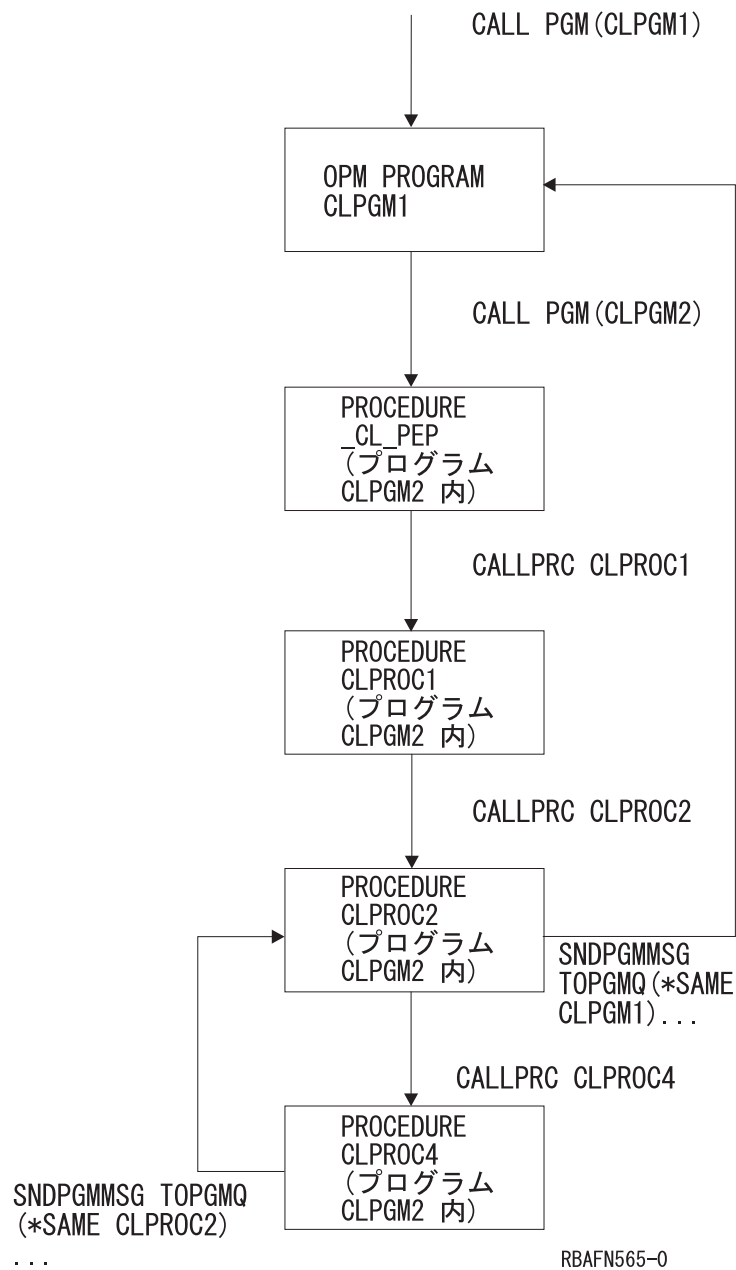 CALL PGM(CLPGM1)
OPM PROGRAM
CLPGM1
CALL PGM(CLPGM2)
PROCEDURE
_CL_PEP
(プログラム
CLPGM2 内)
CALLPRC CLPROC1
PROCEDURE
CLPROC1
(プログラム
CLPGM2 内)
CALLPRC CLPROC2
PROCEDURE
CLPROC2
(プログラム
CLPGM2 内)
SNDPGMMSG
TOPGMQ(*SAME
CLPGM1)...
CALLPRC CLPROC4
PROCEDURE
CLPROC4
(プログラム
CLPGM2 内)
SNDPGMMSG TOPGMQ
(*SAME CLPROC2)
...
RBAFN565-0